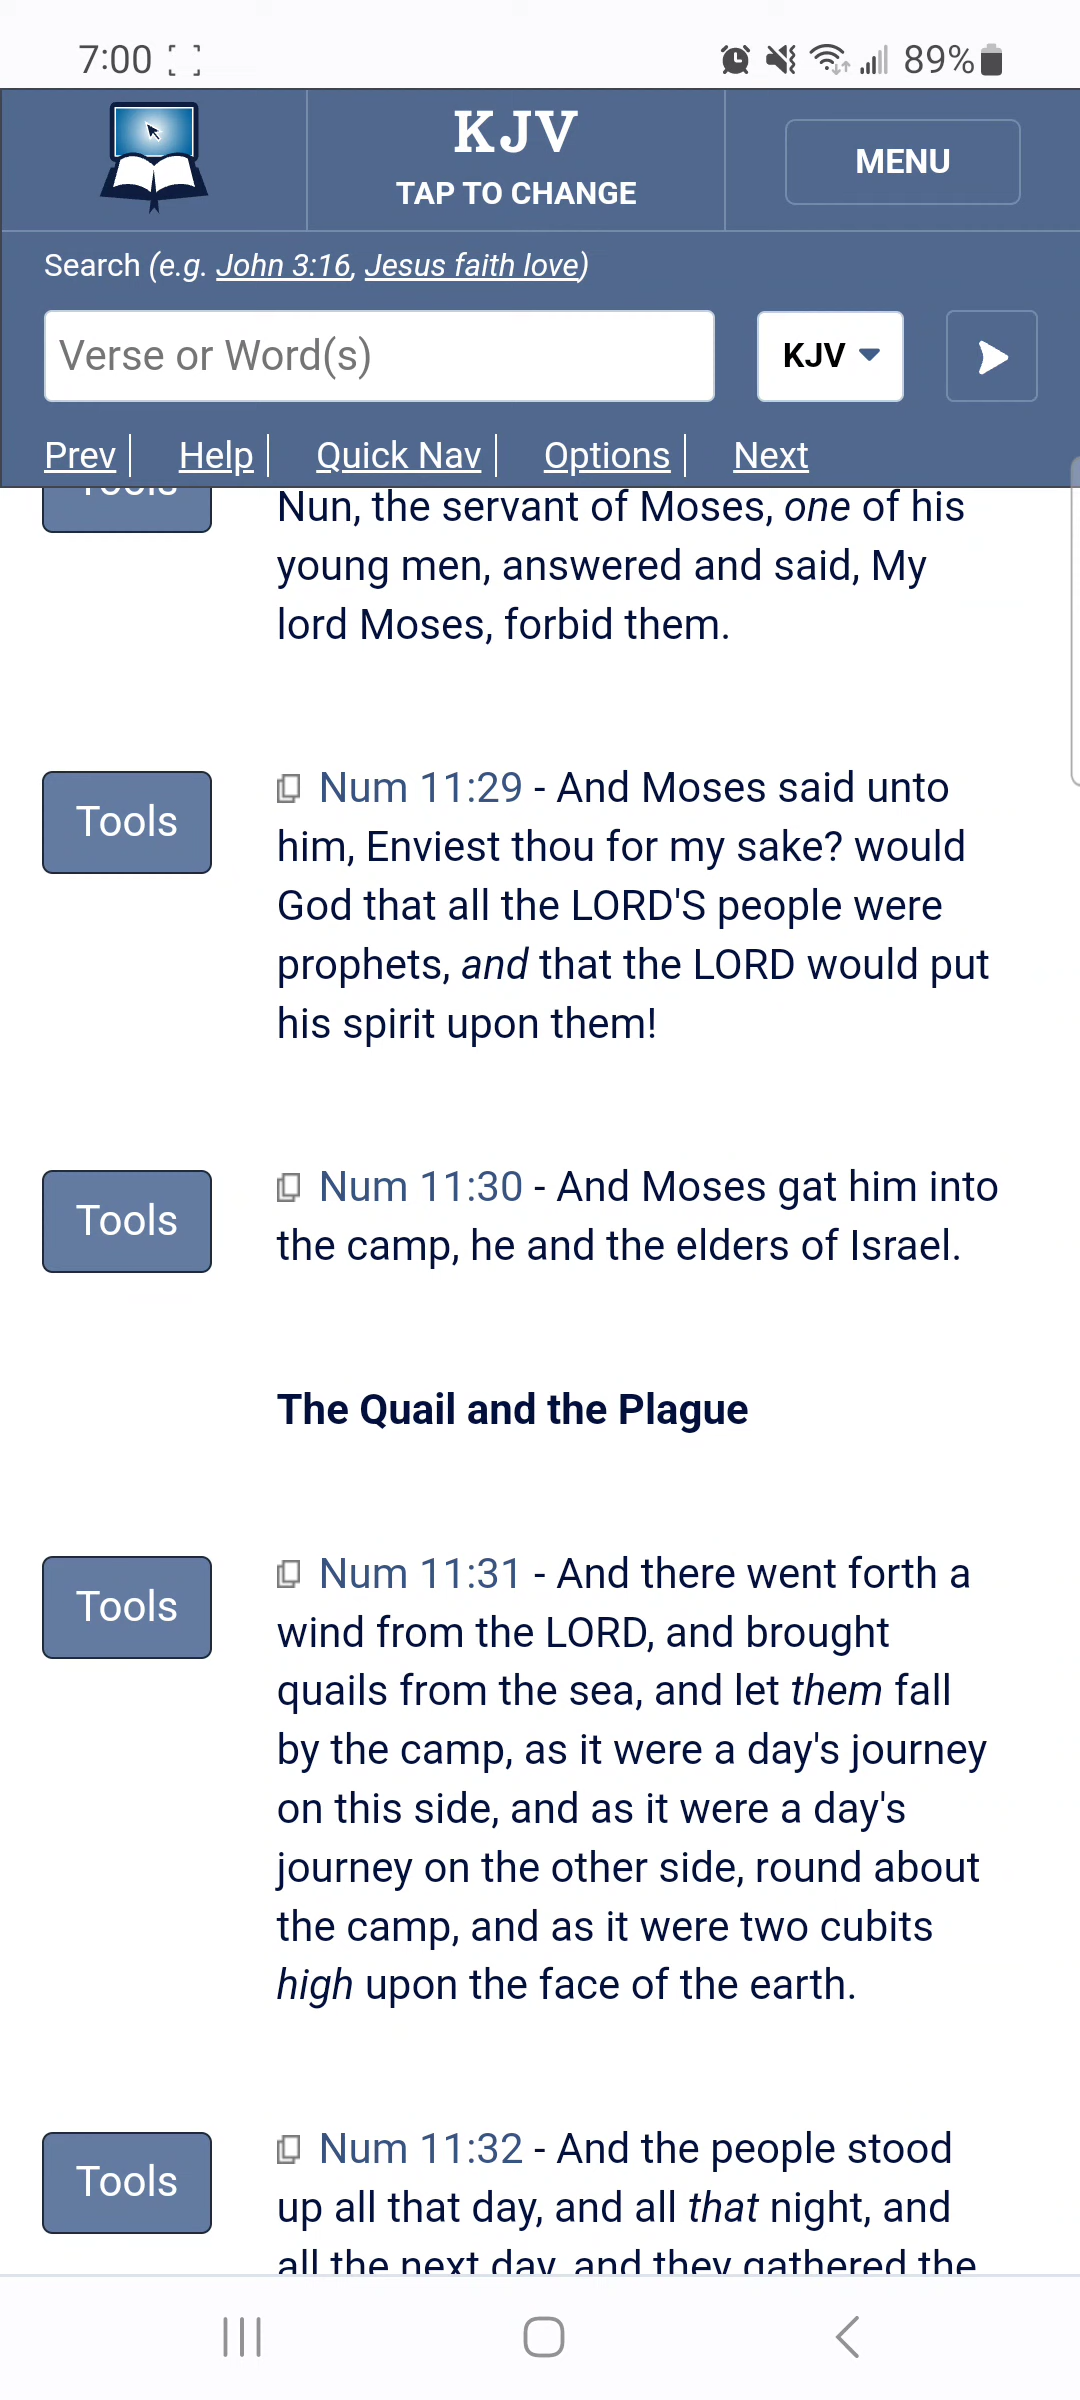 7:00
89%
KJV
TAP TO CHANGE
MENU
Search (e.g. John 3:16, Jesus faith love)
Verse or Word(s)
KJV
Prev
Help
Quick Nav
Options
Next
Tools
Nun, the servant of Moses, one of his
young men, answered and said, My
lord Moses, forbid them.
Tools
Num 11:29 - And Moses said unto
him, Enviest thou for my sake? would
God that all the LORD'S people were
prophets, and that the LORD would put
his spirit upon them!
Tools
Num 11:30 - And Moses gat him into
the camp, he and the elders of Israel.
The Quail and the Plague
Tools
Num 11:31 - And there went forth a
wind from the LORD, and brought
quails from the sea, and let them fall
by the camp, as it were a day's journey
on this side, and as it were a day's
journey on the other side, round about
the camp, and as it were two cubits
high upon the face of the earth.
Tools
Num 11:32 - And the people stood
up all that day, and all that night, and
all the next day, and they gathered the